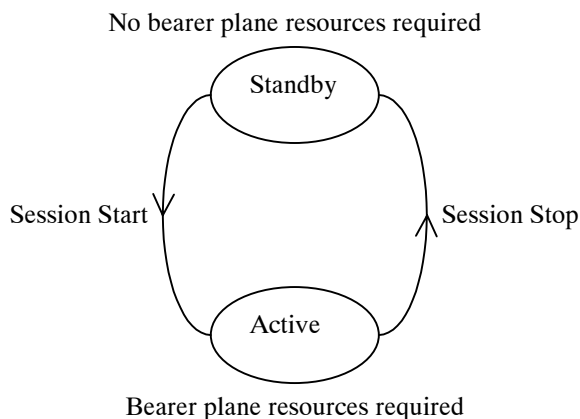 No bearer plane resources required
Standby
Session Start
Session Stop
Active
Bearer plane resources required